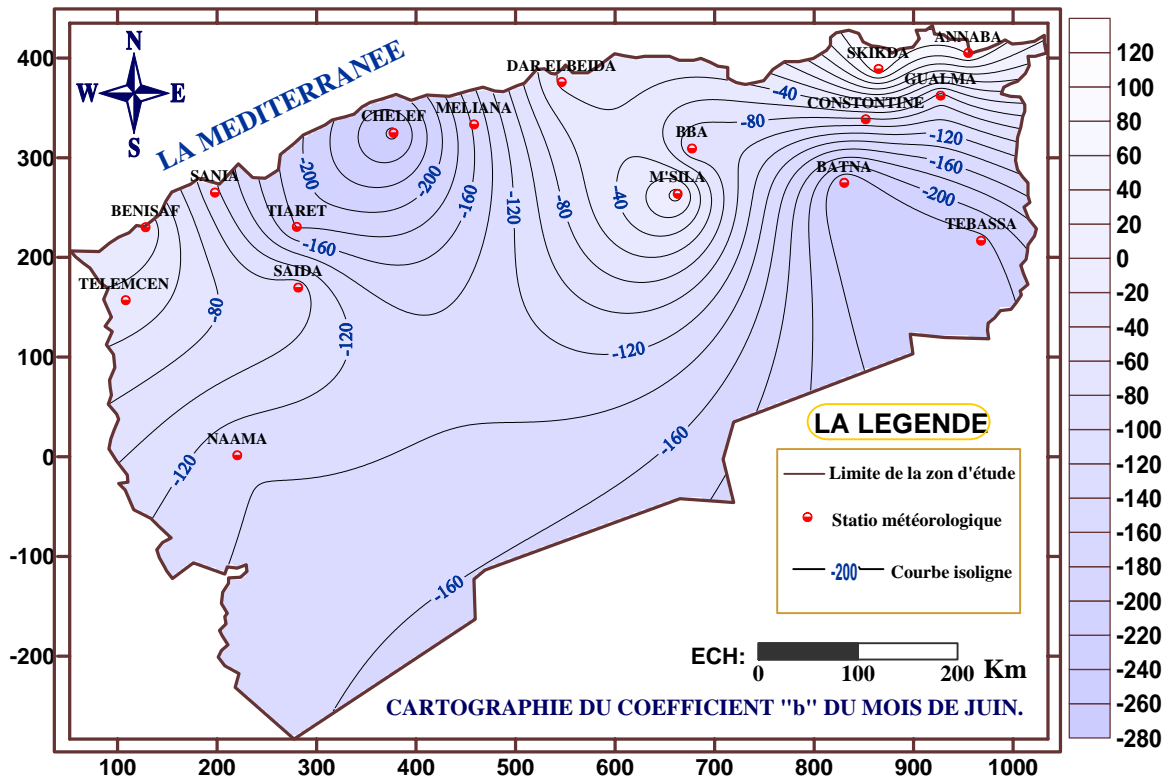 N
W E
S
LA MEDITERRANEE
400
300
200
100
0
-100
-200
100 200 300 400 500 600 700 800 900 1000
120
100
80
60
40
20
0
-20
-40
-60
-80
-100
-120
-140
-160
-180
-200
-220
-240
-260
-280
ANNABA
SKIKDA
DAR ELBEIDA
GUALMA
-40
CONSTONTINE
MELIANA
CHELEF
-80
BBA
-120
-160
BATNA
M'SILA
-200
-200
-200
-160
-120
-80
-40
SANIA
BENISAF
TIARET
TEBASSA
-160
SAIDA
TELEMCEN
-80
-120
-120
NAAMA
-120
-160
-160
LA LEGENDE
Limite de la zon d'étude
Statio météorologique
-200 Courbe isoligne
ECH:
0 100 200 Km
CARTOGRAPHIE DU COEFFICIENT "b" DU MOIS DE JUIN.